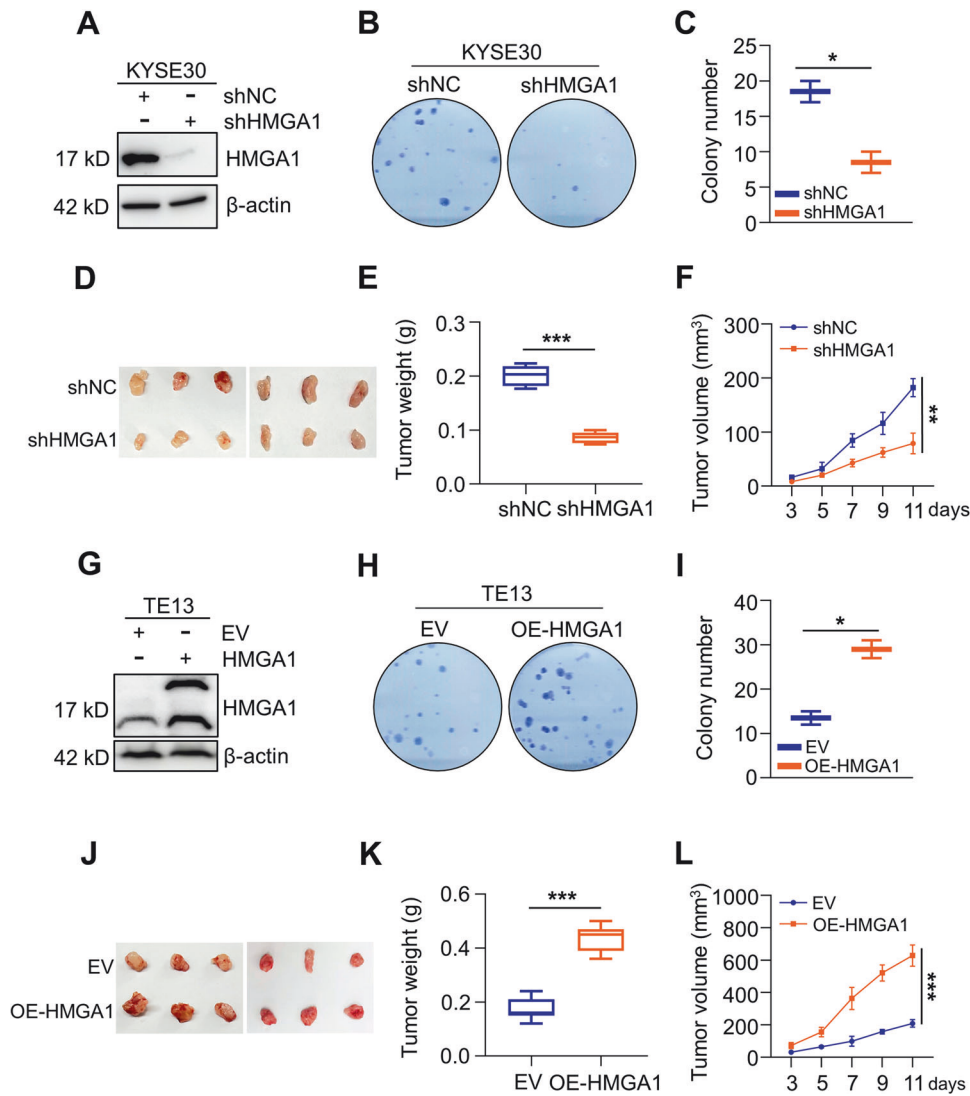 A
KYSE30
+ - shNC
- + shHMGA1
17 kD HMGA1
42 kD β-actin
B
KYSE30
shNC shHMGA1
C
Colony number
25
20
15
10
5
0
*
shNC
shHMGA1
D
shNC
shHMGA1
E
Tumor weight (g)
0.3
0.2
0.1
0.0
***
shNC shHMGA1
F
Tumor volume (mm³)
300
200
100
0
shNC
shHMGA1
**
3 5 7 9 11 days
G
TE13
+ - EV
- + HMGA1
17 kD HMGA1
42 kD β-actin
H
TE13
EV OE-HMGA1
I
Colony number
40
30
20
10
0
*
EV
OE-HMGA1
J
EV
OE-HMGA1
K
Tumor weight (g)
0.6
0.4
0.2
0.0
***
EV OE-HMGA1
L
Tumor volume (mm³)
1000
800
600
400
200
0
EV
OE-HMGA1
***
3 5 7 9 11 days